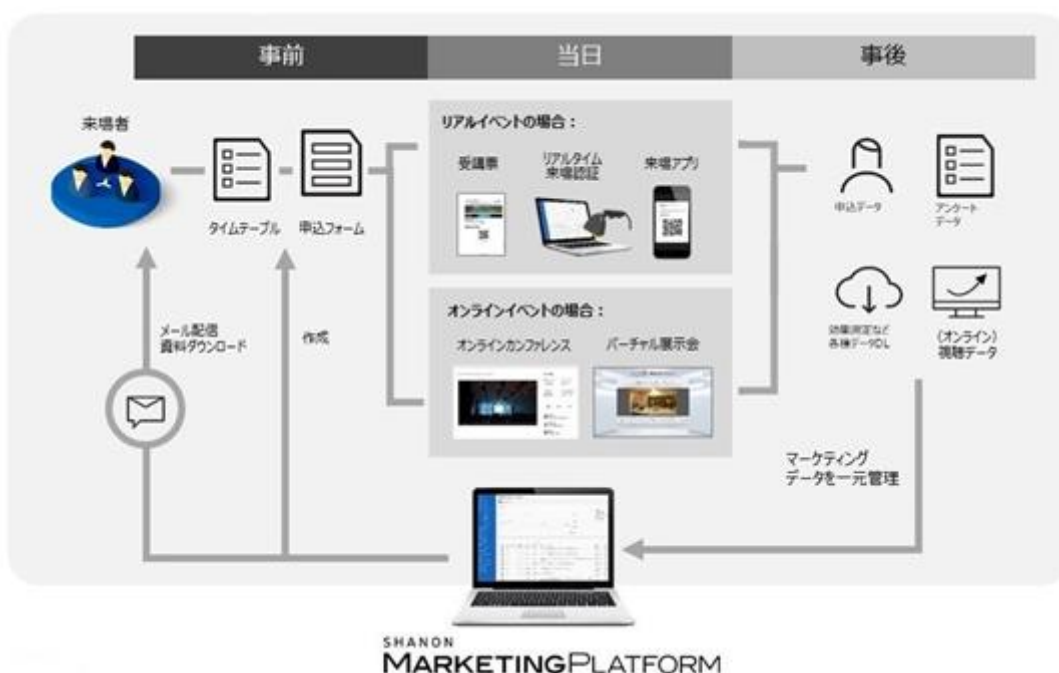 事前
当日
事後
来場者
タイムテーブル
申込フォーム
メール配信
資料ダウンロード
作成
リアルイベントの場合：
受講票
リアルタイム
来場認証
来場アプリ
オンラインイベントの場合：
オンラインカンファレンス
バーチャル展示会
申込データ
アンケート
データ
効果測定など
各種データDL
(オンライン)
視聴データ
マーケティング
データを一元管理
SHANON
MARKETINGPLATFORM